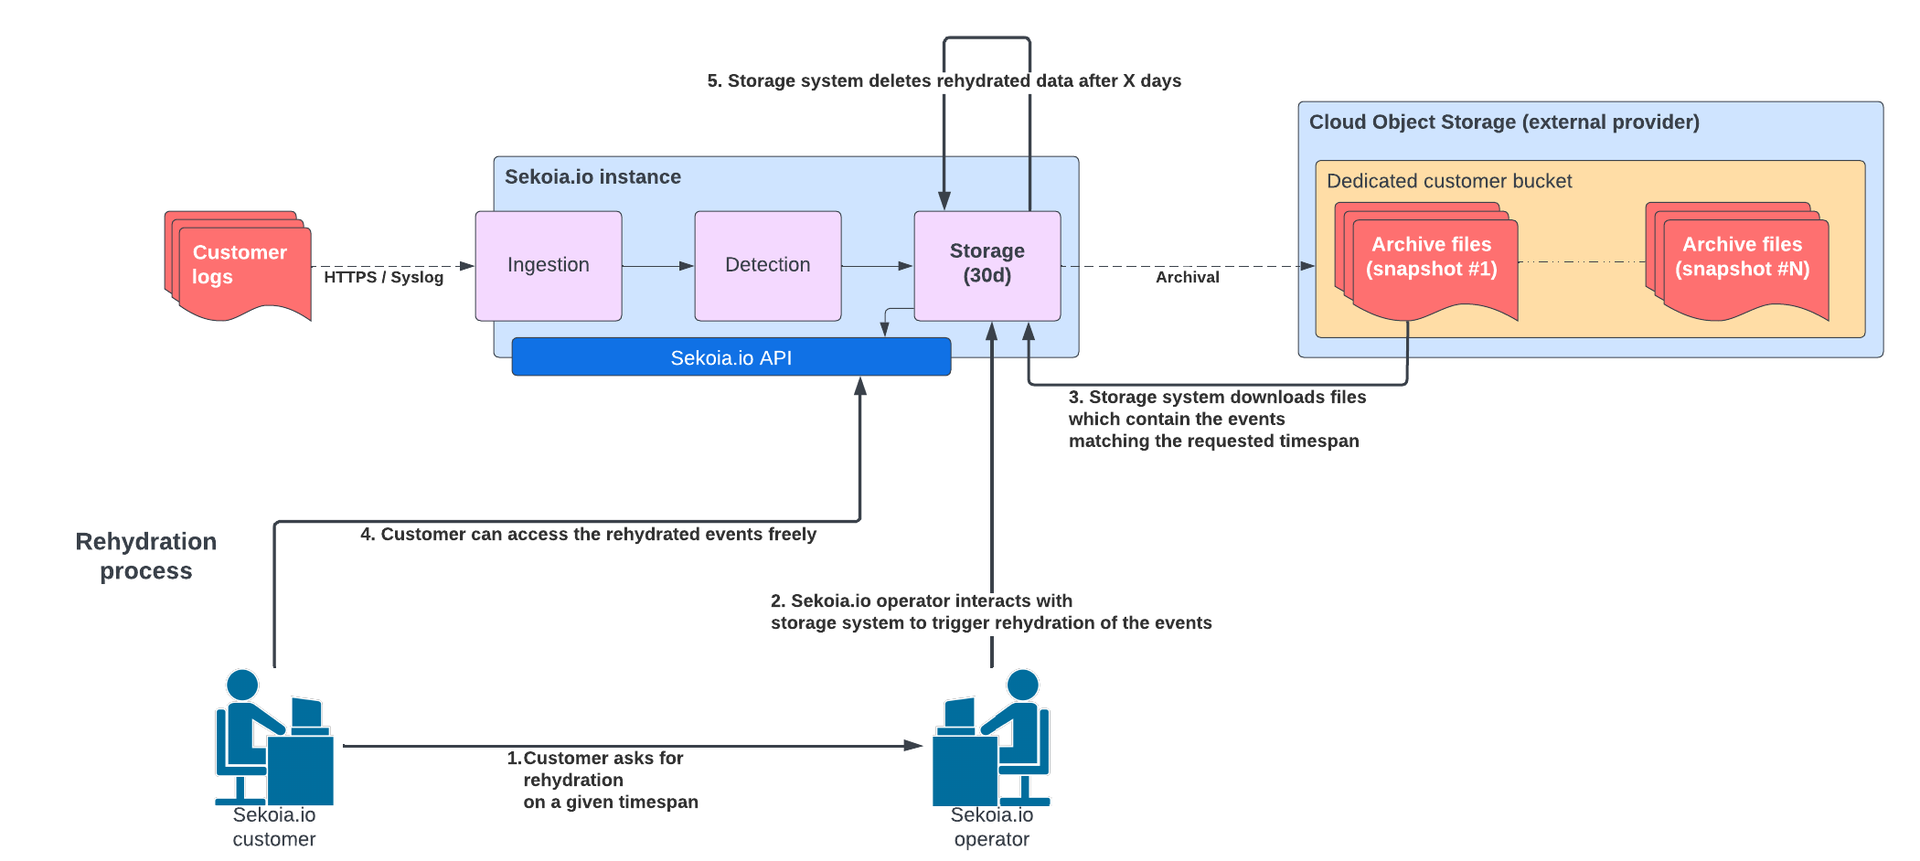 5. Storage system deletes rehydrated data after X days
Cloud Object Storage (external provider)
Sekoia.io instance
Dedicated customer bucket
Customer
logs
HTTPS / Syslog
Ingestion
Detection
Storage
(30d)
Archival
Archive files
(snapshot #1)
Archive files
(snapshot #N)
Sekoia.io API
3. Storage system downloads files
which contain the events
matching the requested timespan
4. Customer can access the rehydrated events freely
Rehydration
process
2. Sekoia.io operator interacts with
storage system to trigger rehydration of the events
1.Customer asks for
rehydration
on a given timespan
Sekoia.io
customer
Sekoia.io
operator